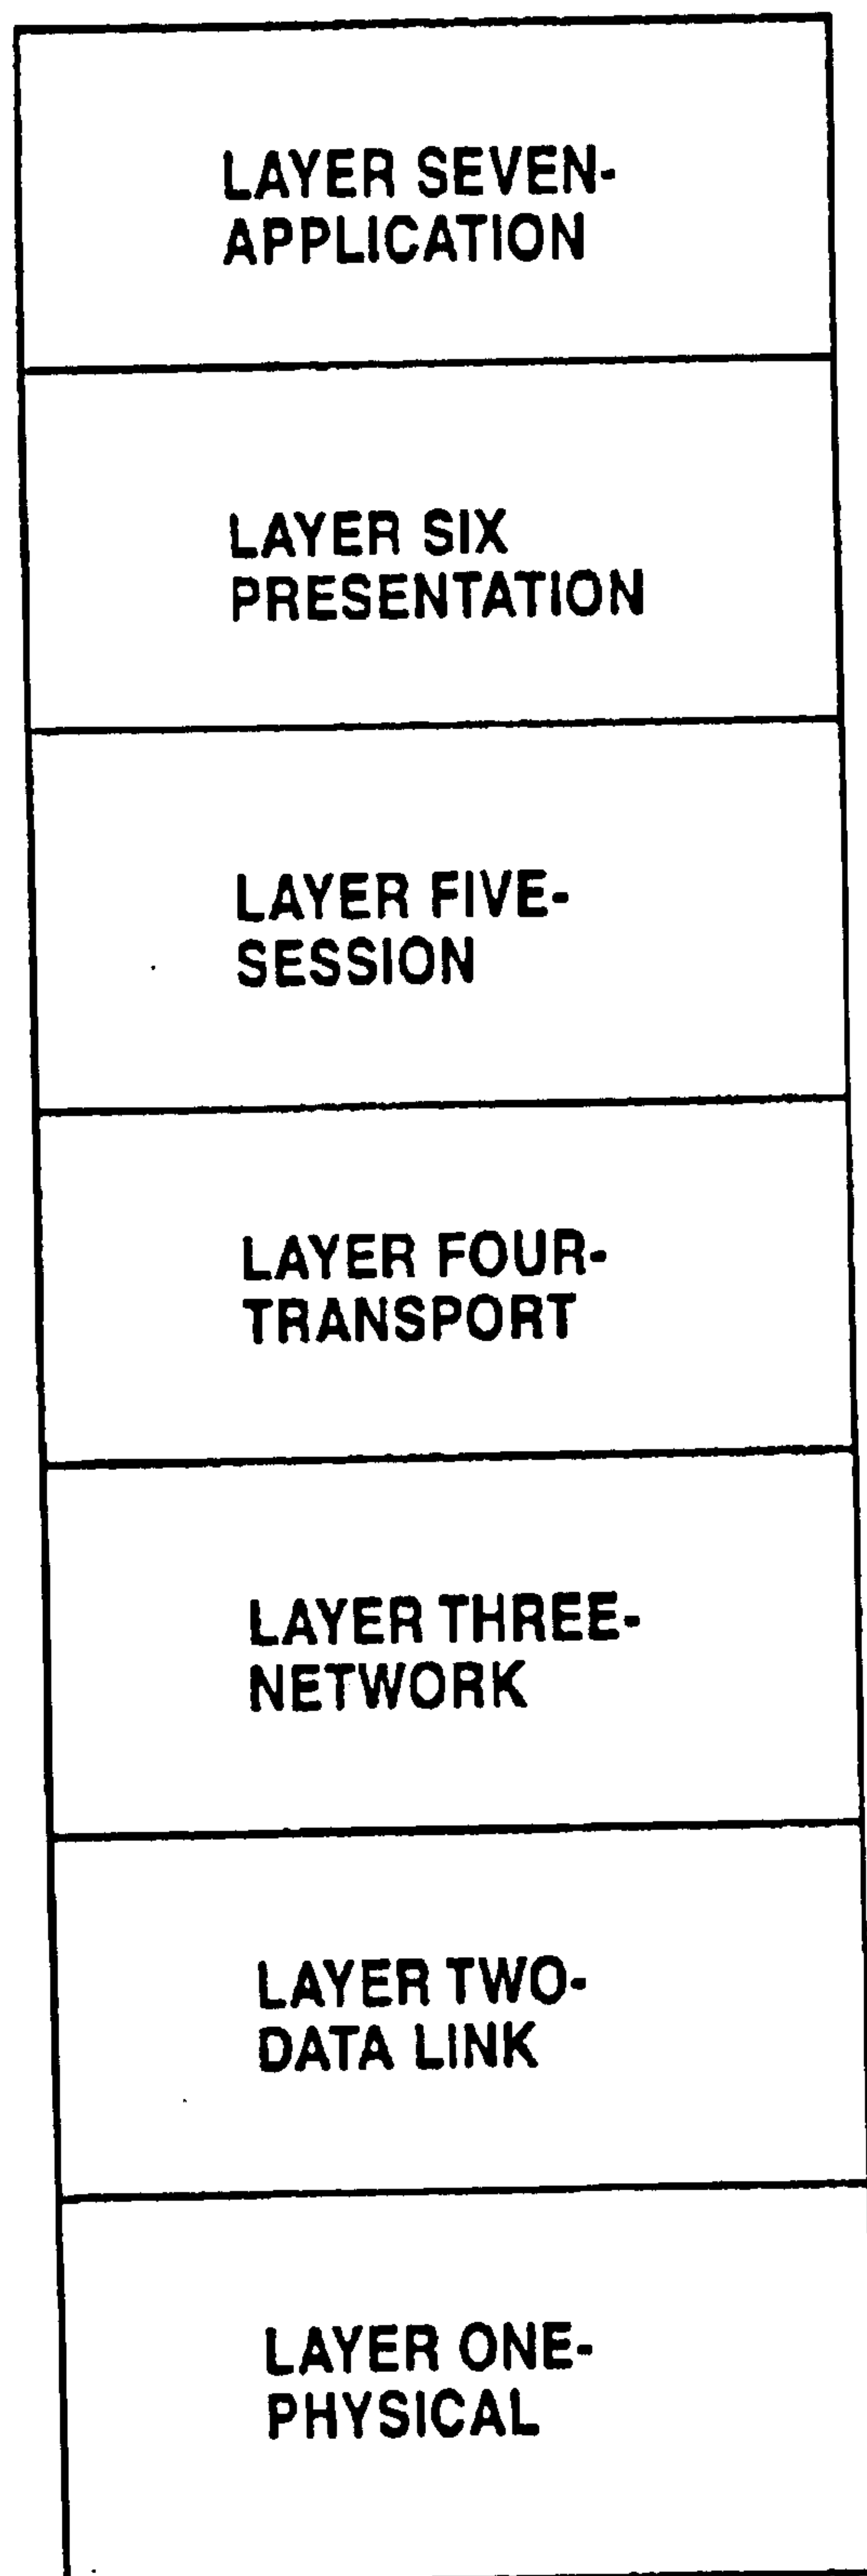 LAYER SEVEN-
APPLICATION
LAYER SIX
PRESENTATION
LAYER FIVE-
SESSION
LAYER FOUR-
TRANSPORT
LAYER THREE-
NETWORK
LAYER TWO-
DATA LINK
LAYER ONE-
PHYSICAL